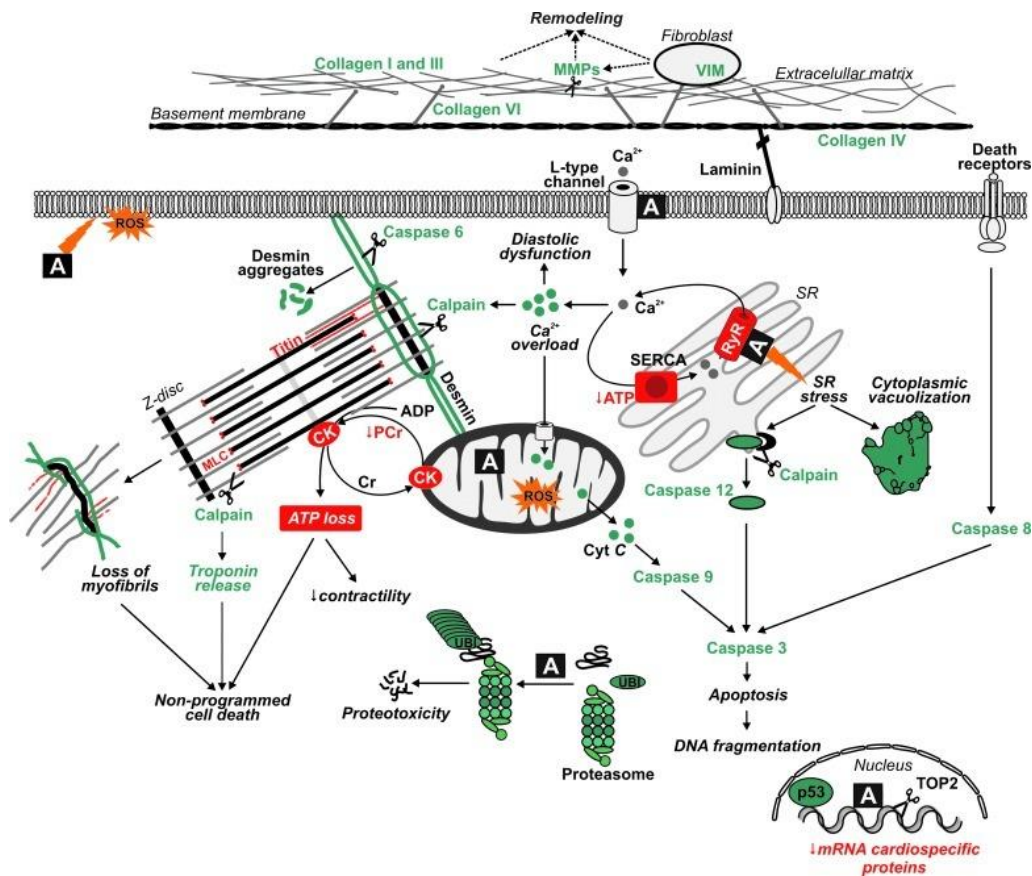 Remodeling
Fibroblast
Collagen I and III
MMPs
VIM
Extracelullar matrix
Basement membrane
Collagen VI
Collagen IV
Death
receptors
Ca²⁺
L-type
channel
Laminin
A
ROS
A
Caspase 6
Diastolic
dysfunction
Desmin
aggregates
SR
Calpain
Ca²⁺
Ca²⁺
overload
RyR
A
Titin
SERCA
↓ATP
SR
stress
Cytoplasmic
vacuolization
Z-disc
Desmin
ADP
↓PCr
CK
MLC
A
Calpain
Cr
CK
ROS
Caspase 12
Calpain
ATP loss
Cyt C
Caspase 8
Loss of
myofibrils
Troponin
release
Caspase 9
↓contractility
UBI
A
UBI
Caspase 3
Non-programmed
cell death
Proteotoxicity
Apoptosis
Proteasome
DNA fragmentation
Nucleus
p53
A
TOP2
↓mRNA cardiospecific
proteins